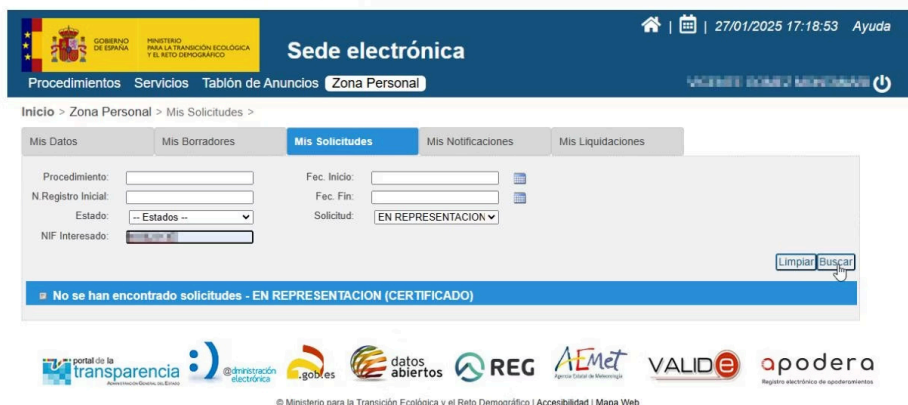 GOBIERNO DE ESPAÑA
MINISTERIO PARA LA TRANSICIÓN ECOLÓGICA Y EL RETO DEMOGRÁFICO
Sede electrónica
| | 27/01/2025 17:18:53 Ayuda
Procedimientos Servicios Tablón de Anuncios Zona Personal
Inicio > Zona Personal > Mis Solicitudes >
Mis Datos Mis Borradores Mis Solicitudes Mis Notificaciones Mis Liquidaciones
Procedimiento: Fec. Inicio:
N.Registro Inicial: Fec. Fin:
Estado: -- Estados -- Solicitud: EN REPRESENTACION
NIF Interesado:
Limpiar Buscar
No se han encontrado solicitudes - EN REPRESENTACION (CERTIFICADO)
portal de la transparencia
ADMINISTRACIÓN GENERAL DEL ESTADO
@dministración electrónica
.gob.es
datos abiertos
REG
AEMet
Agencia Estatal de Meteorología
VALIDe
apodera
Registro electrónico de apoderamientos
© Ministerio para la Transición Ecológica y el Reto Demográfico | Accesibilidad | Mapa Web